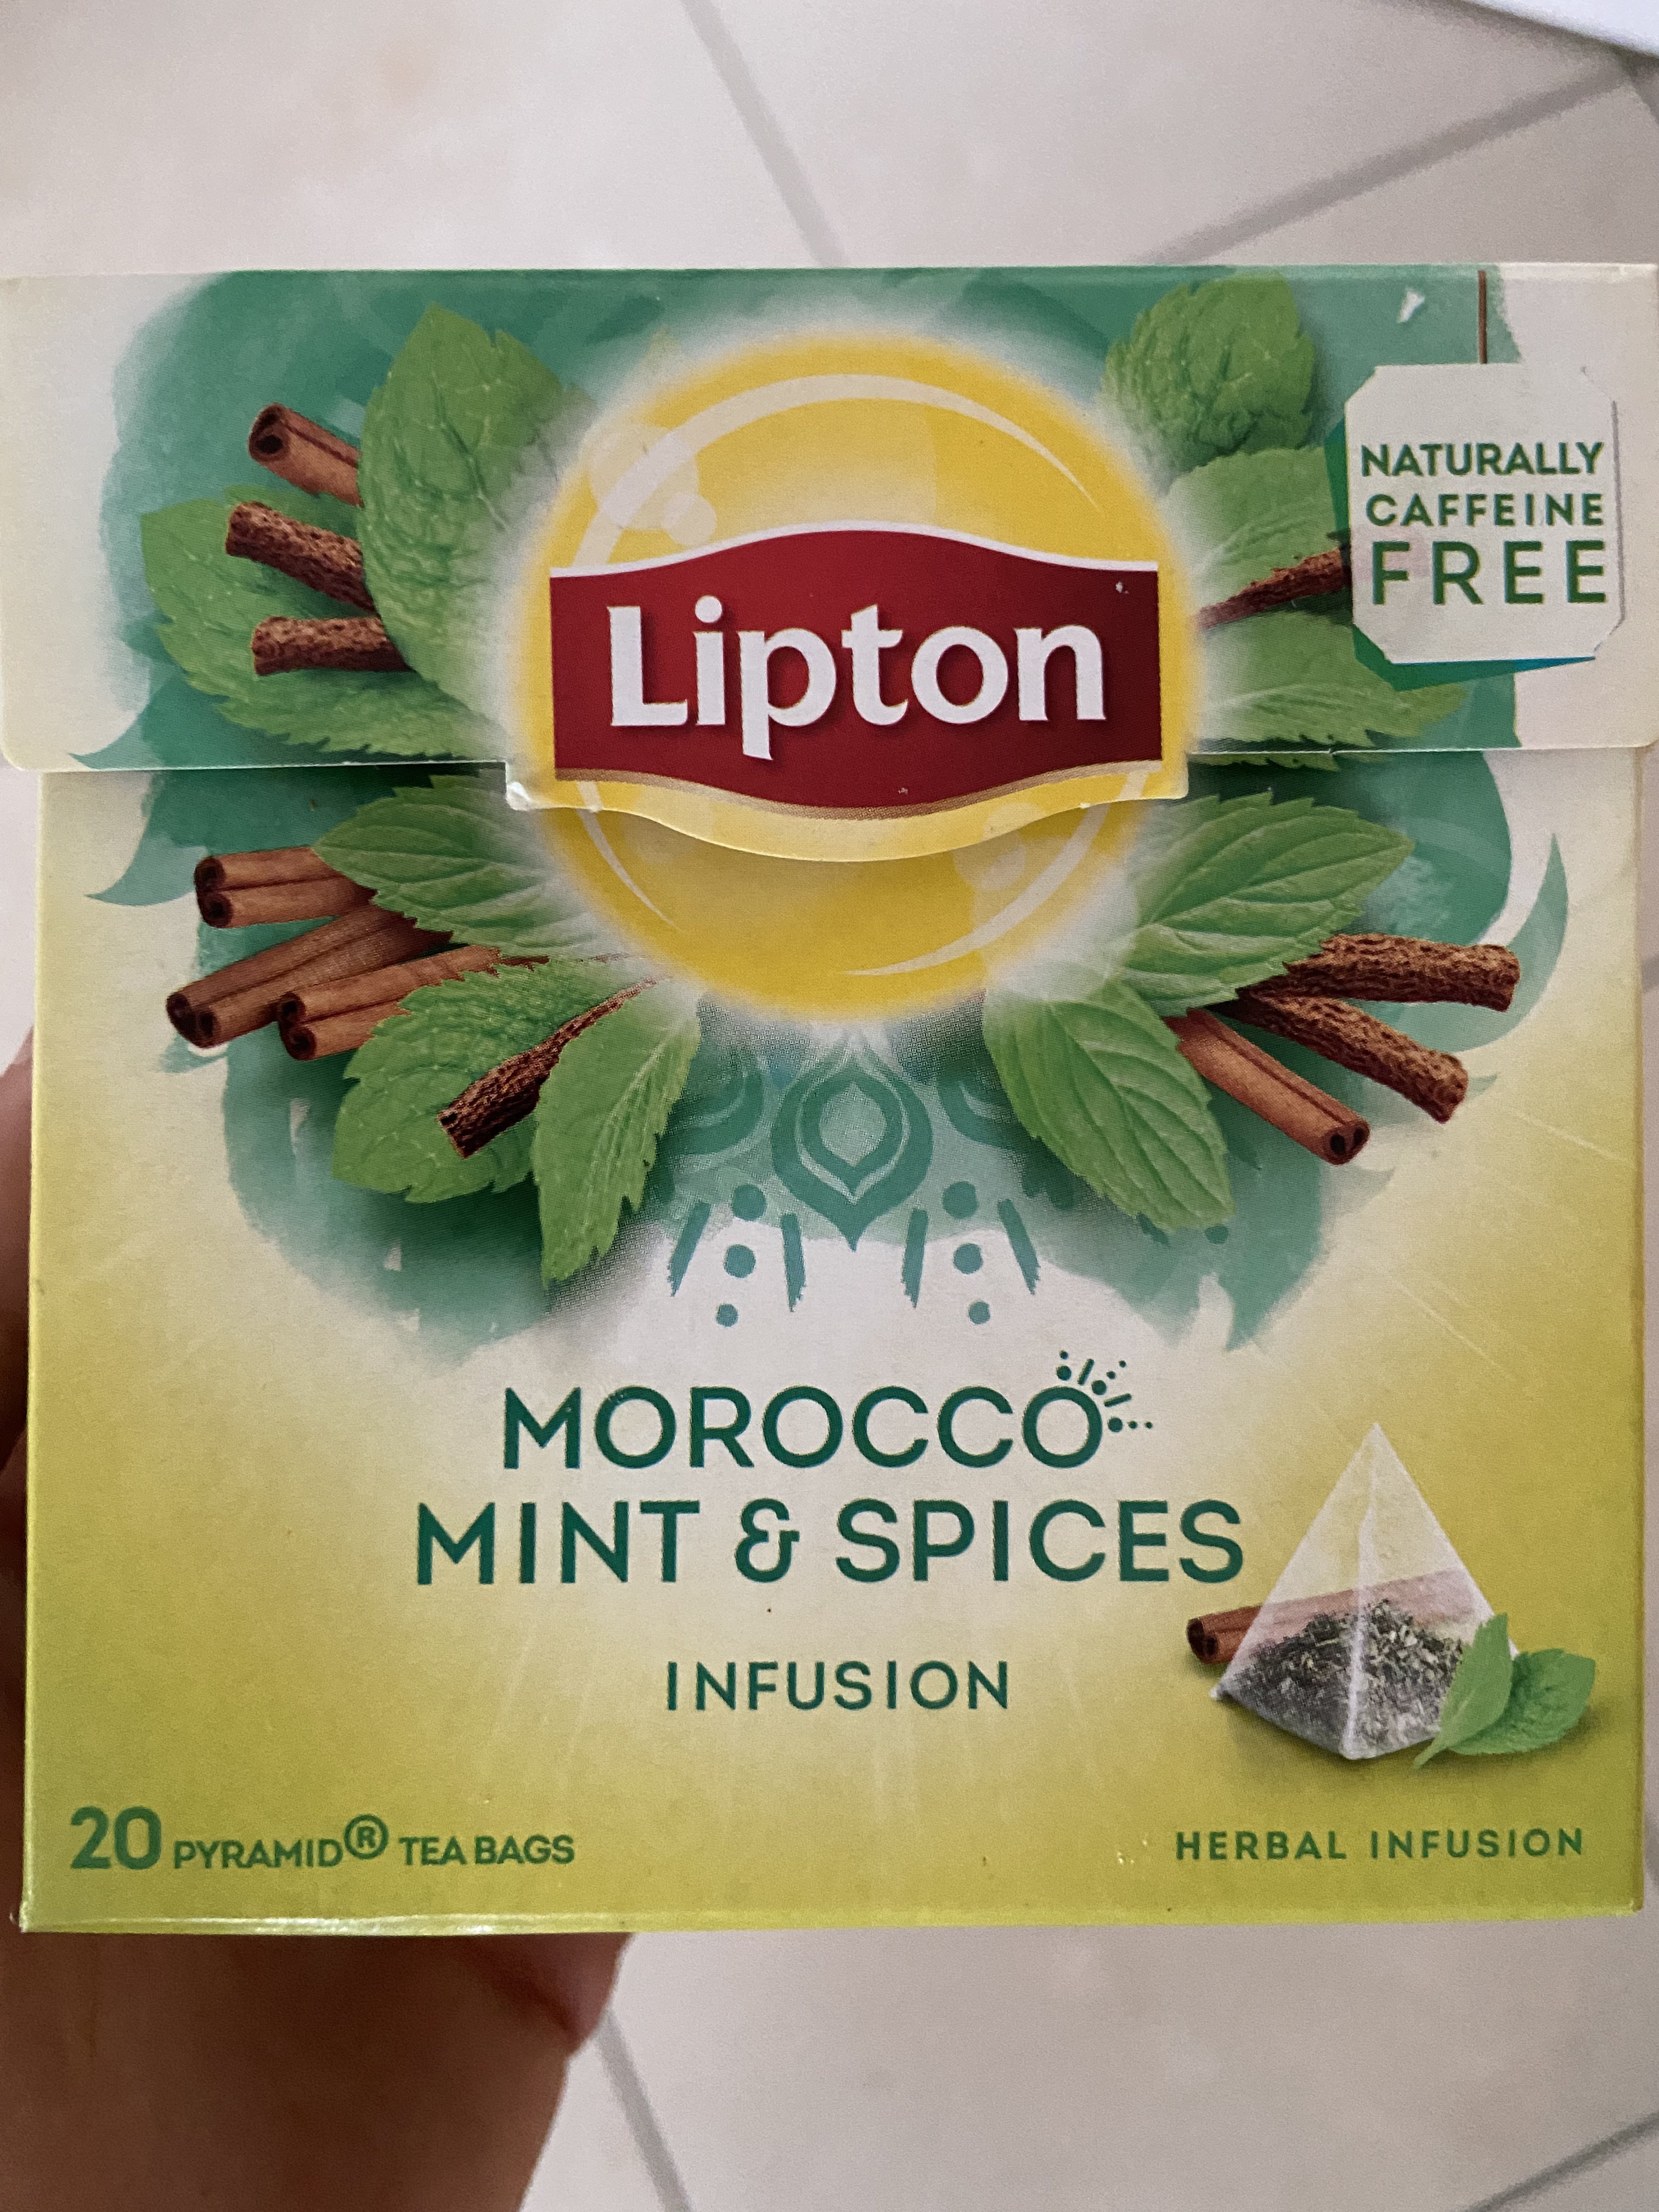 Lipton
NATURALLY
CAFFEINE
FREE
MOROCCO
MINT & SPICES
INFUSION
20 PYRAMID® TEA BAGS
HERBAL INFUSION